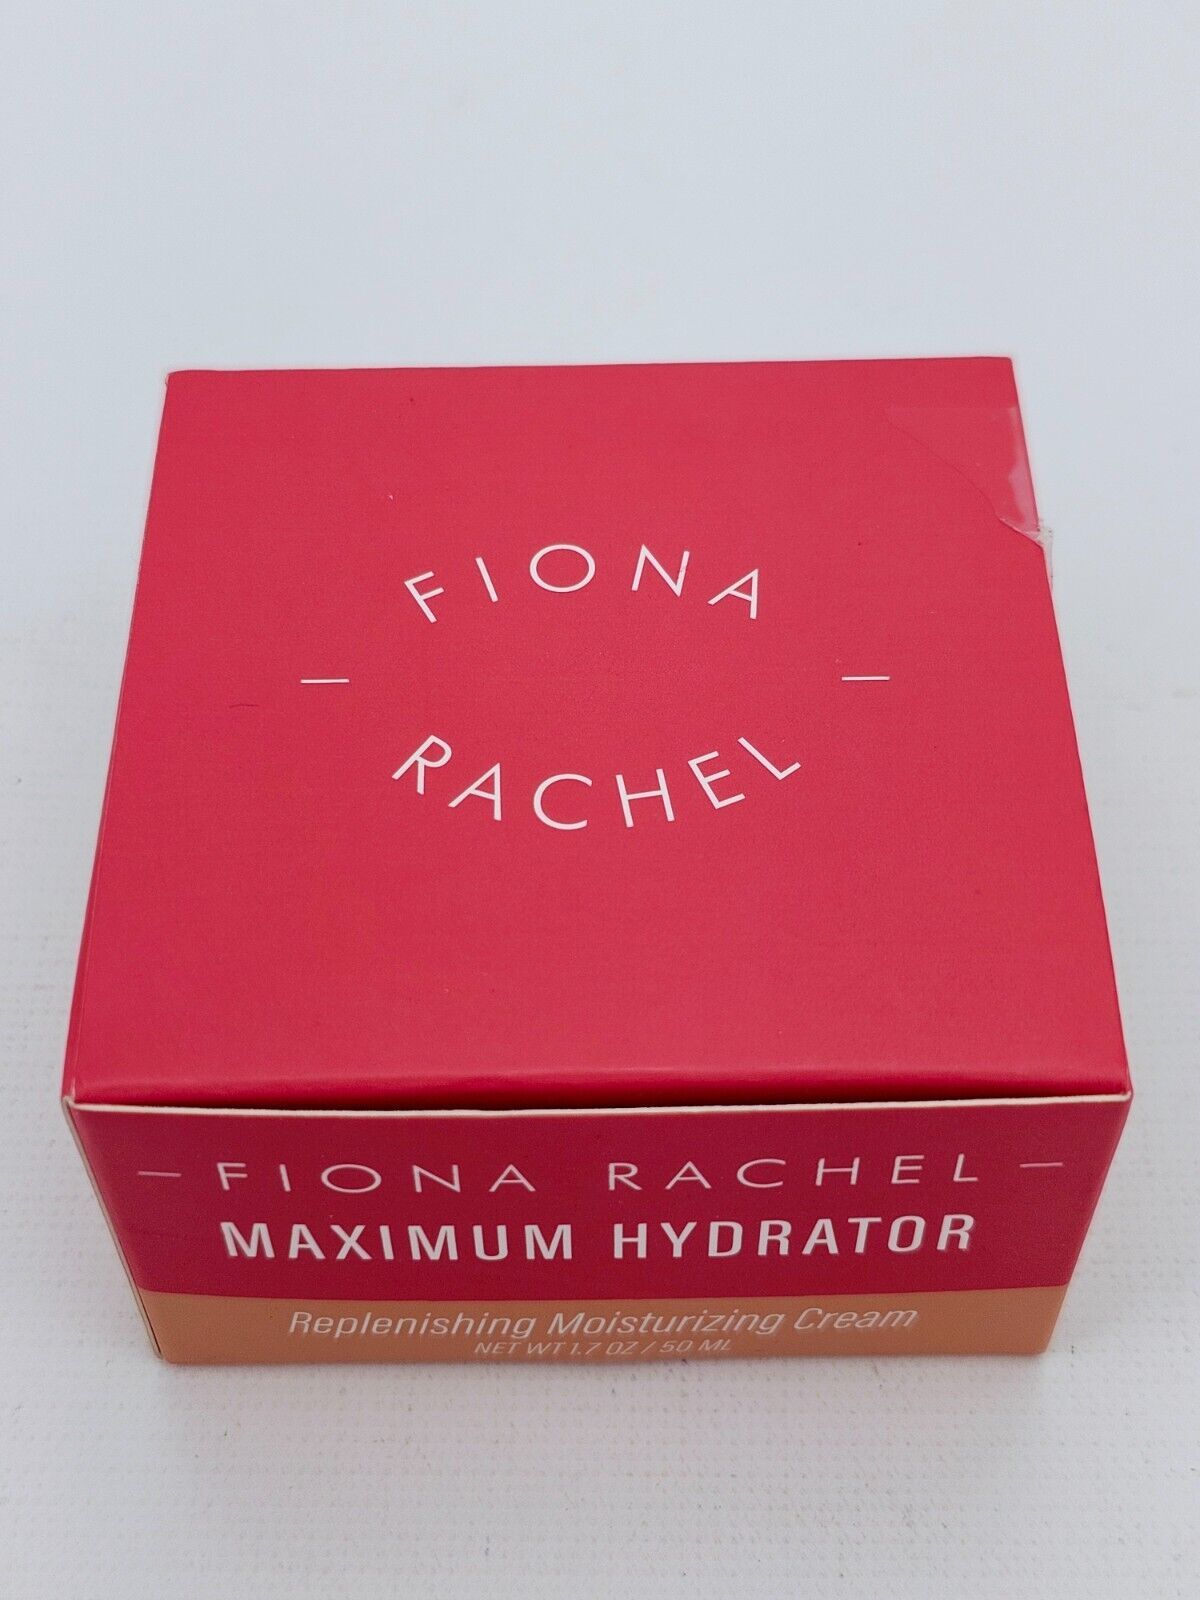 FIONA
RACHEL
— FIONA RACHEL —
MAXIMUM HYDRATOR
Replenishing Moisturizing Cream
NET WT 1.7 OZ / 50 ML